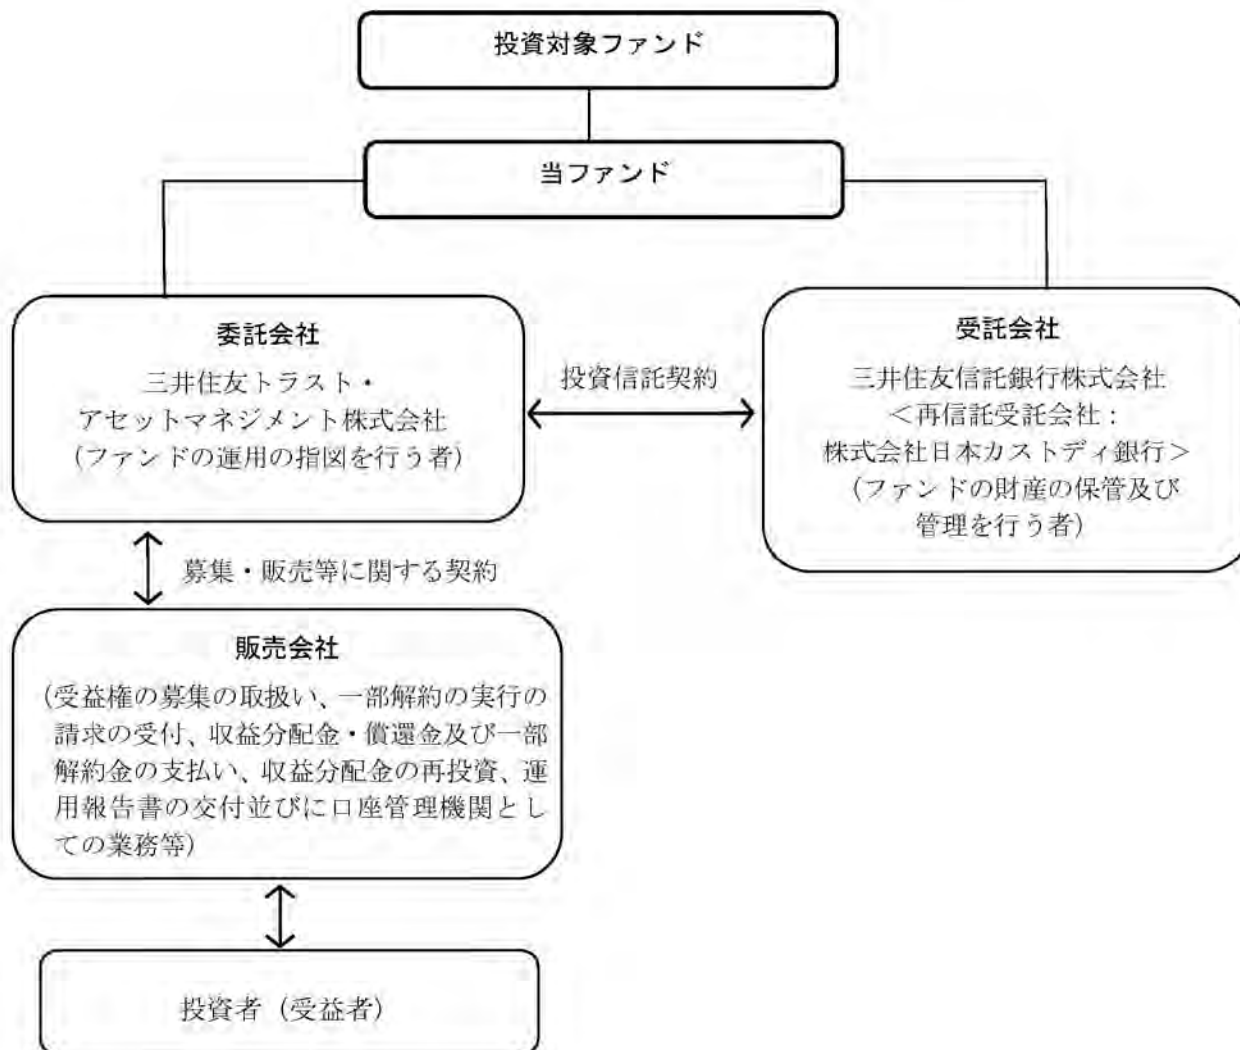 投資対象ファンド
当ファンド
委託会社
三井住友トラスト・
アセットマネジメント株式会社
(ファンドの運用の指図を行う者)
投資信託契約
受託会社
三井住友信託銀行株式会社
<再信託受託会社:
株式会社日本カストディ銀行>
(ファンドの財産の保管及び
管理を行う者)
募集・販売等に関する契約
販売会社
(受益権の募集の取扱い、一部解約の実行の
請求の受付、収益分配金・償還金及び一部
解約金の支払い、収益分配金の再投資、運
用報告書の交付並びに口座管理機関とし
ての業務等)
投資者(受益者)